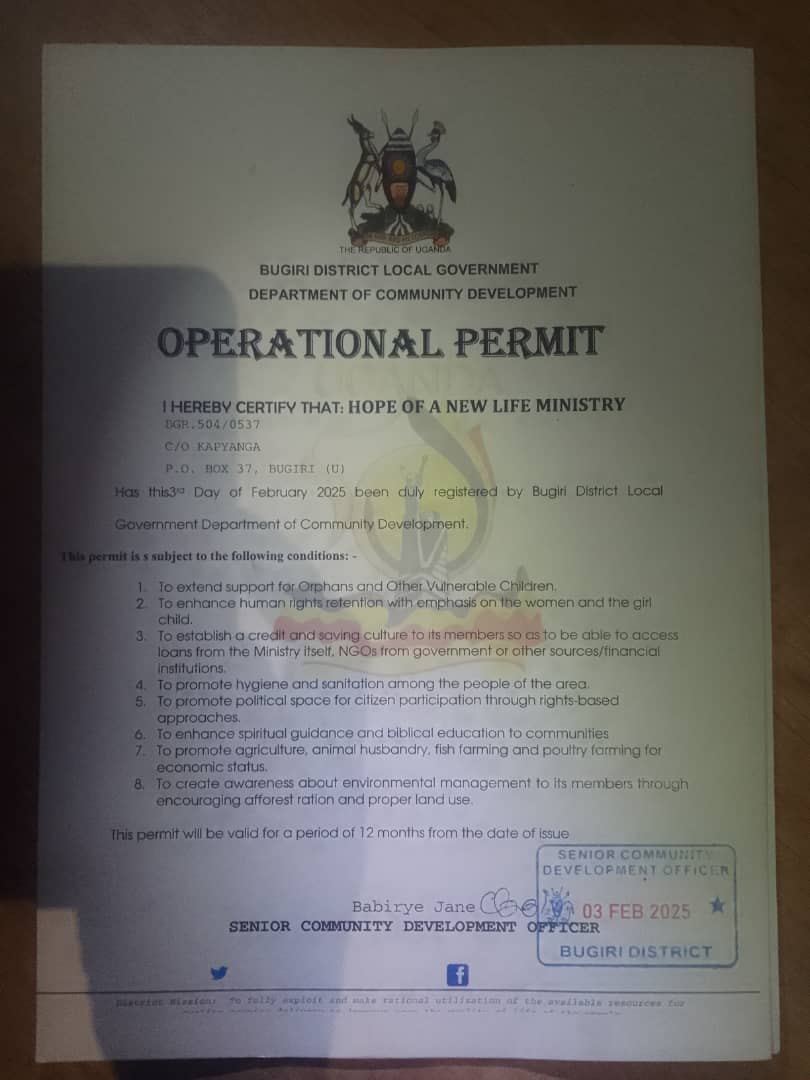 THE REPUBLIC OF UGANDA
BUGIRI DISTRICT LOCAL GOVERNMENT
DEPARTMENT OF COMMUNITY DEVELOPMENT
OPERATIONAL PERMIT
UGANDA
I HEREBY CERTIFY THAT: HOPE OF A NEW LIFE MINISTRY
BGR.504/0537
C/O KAPYANGA
P.O. BOX 37, BUGIRI (U)
Has this3rd Day of February 2025 been duly registered by Bugiri District Local
Government Department of Community Development.
This permit is s subject to the following conditions: -
1. To extend support for Orphans and Other Vulnerable Children.
2. To enhance human rights retention with emphasis on the women and the girl
child.
3. To establish a credit and saving culture to its members so as to be able to access
loans from the Ministry itself, NGOs from government or other sources/financial
institutions.
4. To promote hygiene and sanitation among the people of the area.
5. To promote political space for citizen participation through rights-based
approaches.
6. To enhance spiritual guidance and biblical education to communities
7. To promote agriculture, animal husbandry, fish farming and poultry farming for
economic status.
8. To create awareness about environmental management to its members through
encouraging afforest ration and proper land use.
This permit will be valid for a period of 12 months from the date of issue
SENIOR COMMUNITY
DEVELOPMENT OFFICER
03 FEB 2025
BUGIRI DISTRICT
Babirye Jane
SENIOR COMMUNITY DEVELOPMENT OFFICER
District Mission: To fully exploit and make rational utilization of the available resources for